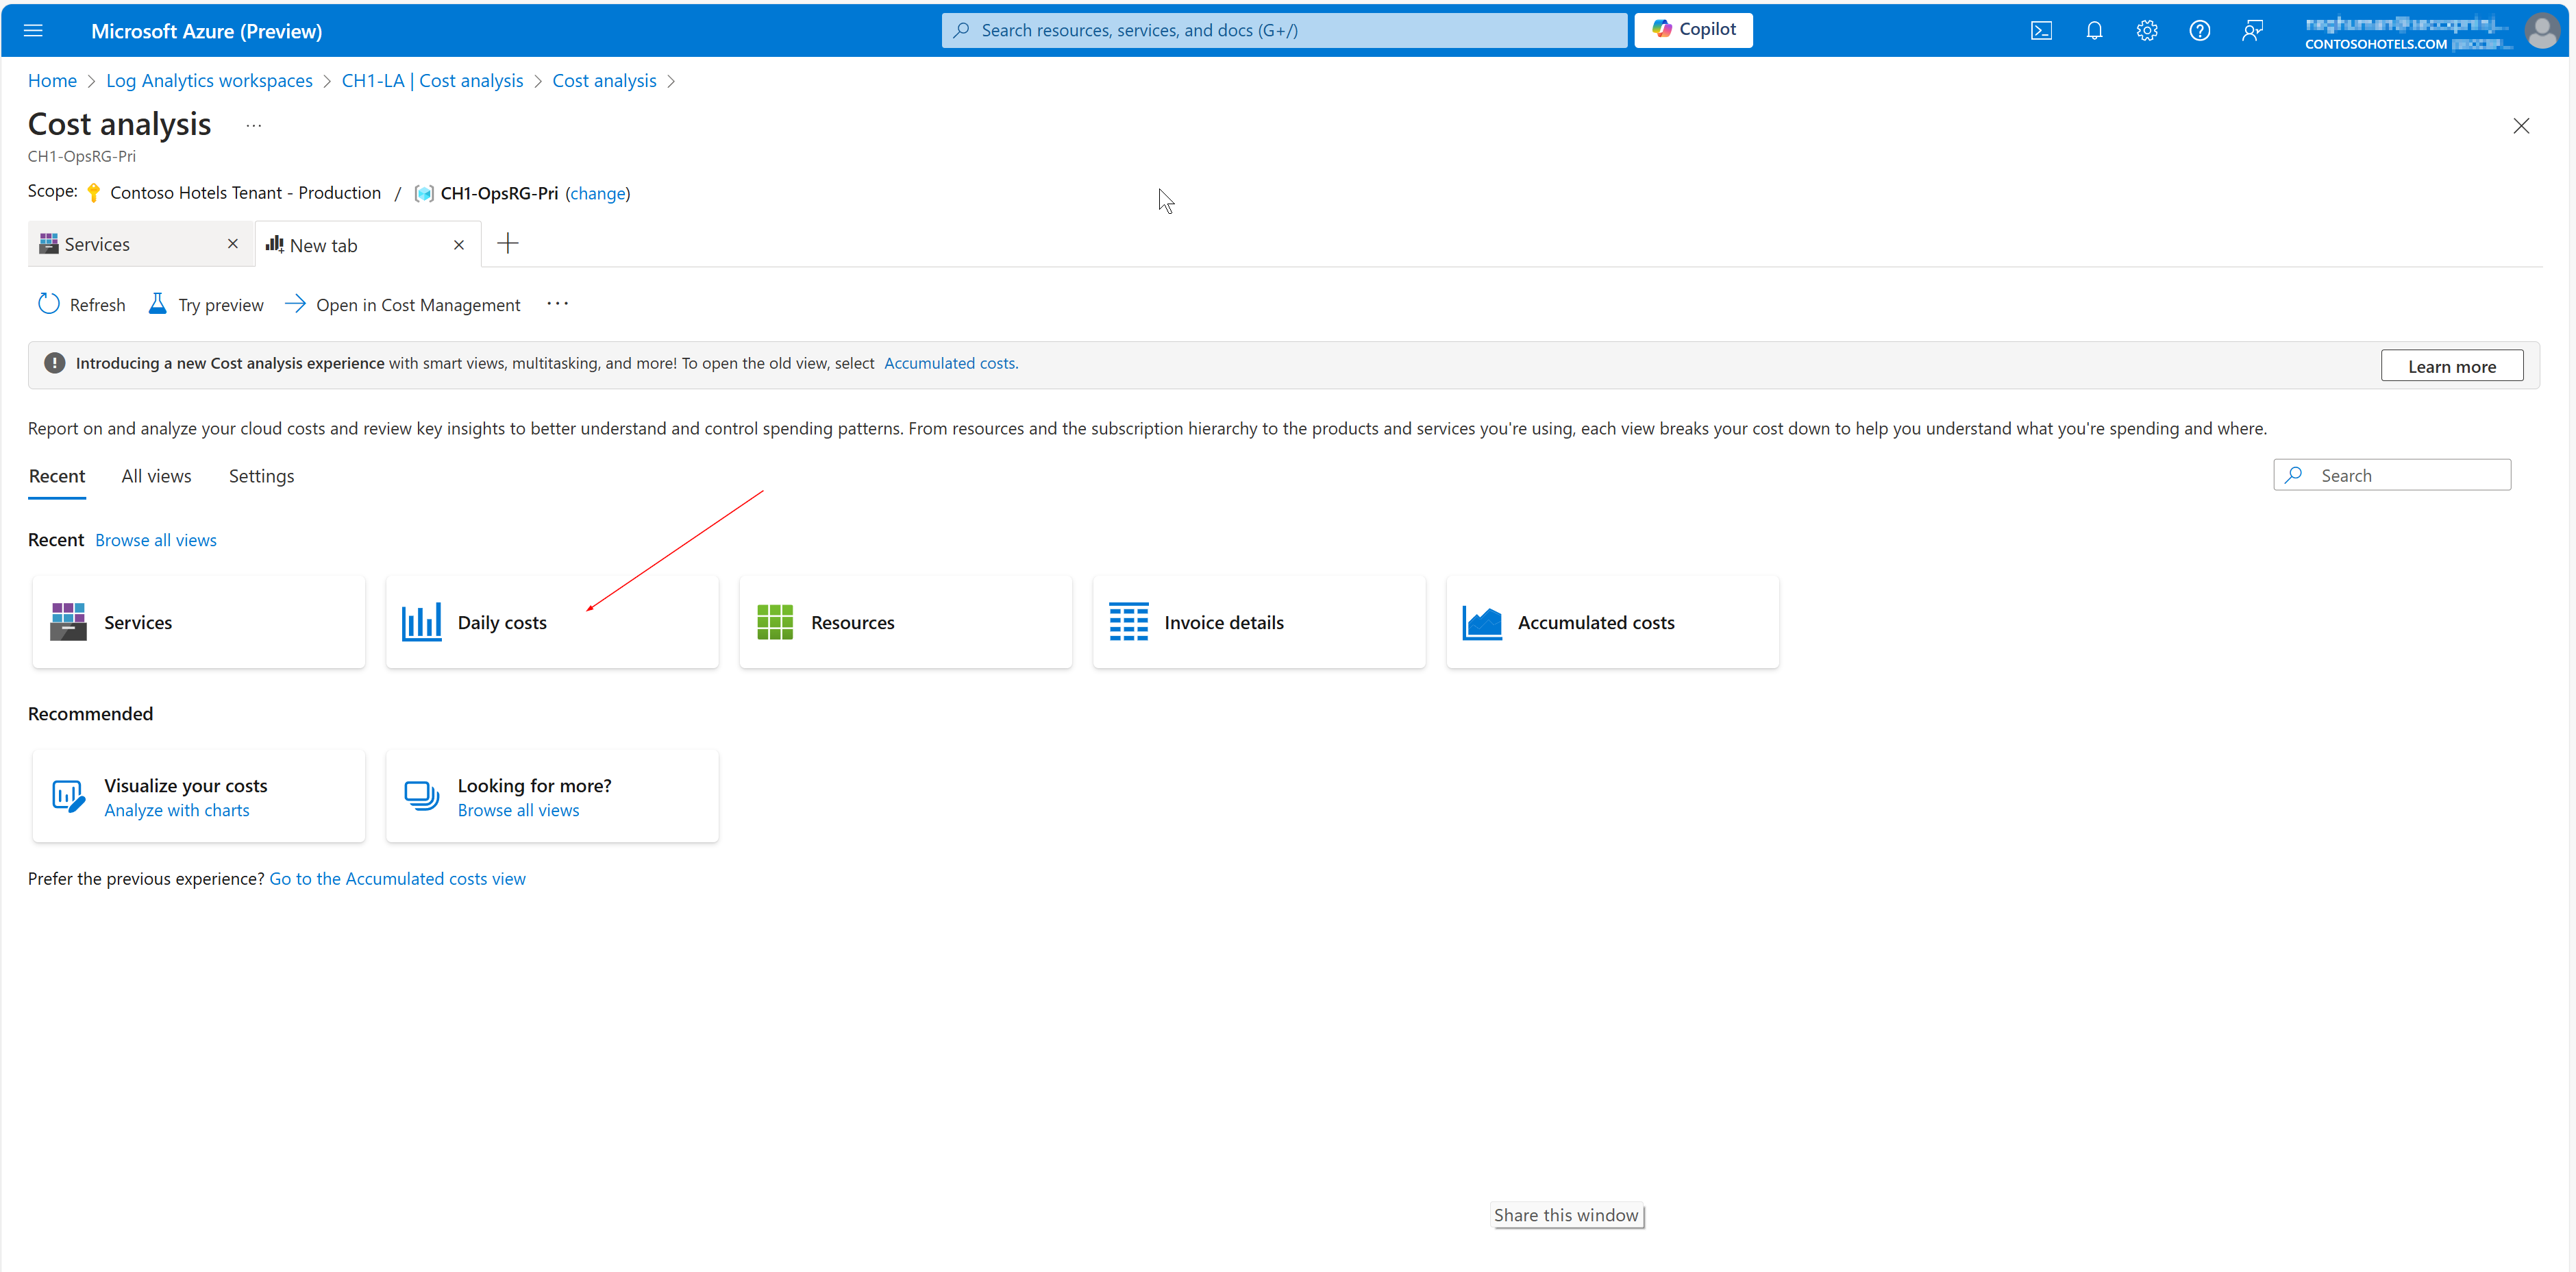 Microsoft Azure (Preview)
Search resources, services, and docs (G+/)
Copilot
CONTOSOHOTELS.COM
Home > Log Analytics workspaces > CH1-LA | Cost analysis > Cost analysis >
Cost analysis ...
CH1-OpsRG-Pri
Scope: Contoso Hotels Tenant - Production / CH1-OpsRG-Pri (change)
Services
New tab
Refresh
Try preview
Open in Cost Management
...
Introducing a new Cost analysis experience with smart views, multitasking, and more! To open the old view, select Accumulated costs.
Learn more
Report on and analyze your cloud costs and review key insights to better understand and control spending patterns. From resources and the subscription hierarchy to the products and services you're using, each view breaks your cost down to help you understand what you're spending and where.
Recent
All views
Settings
Search
Recent Browse all views
Services
Daily costs
Resources
Invoice details
Accumulated costs
Recommended
Visualize your costs
Analyze with charts
Looking for more?
Browse all views
Prefer the previous experience? Go to the Accumulated costs view
Share this window